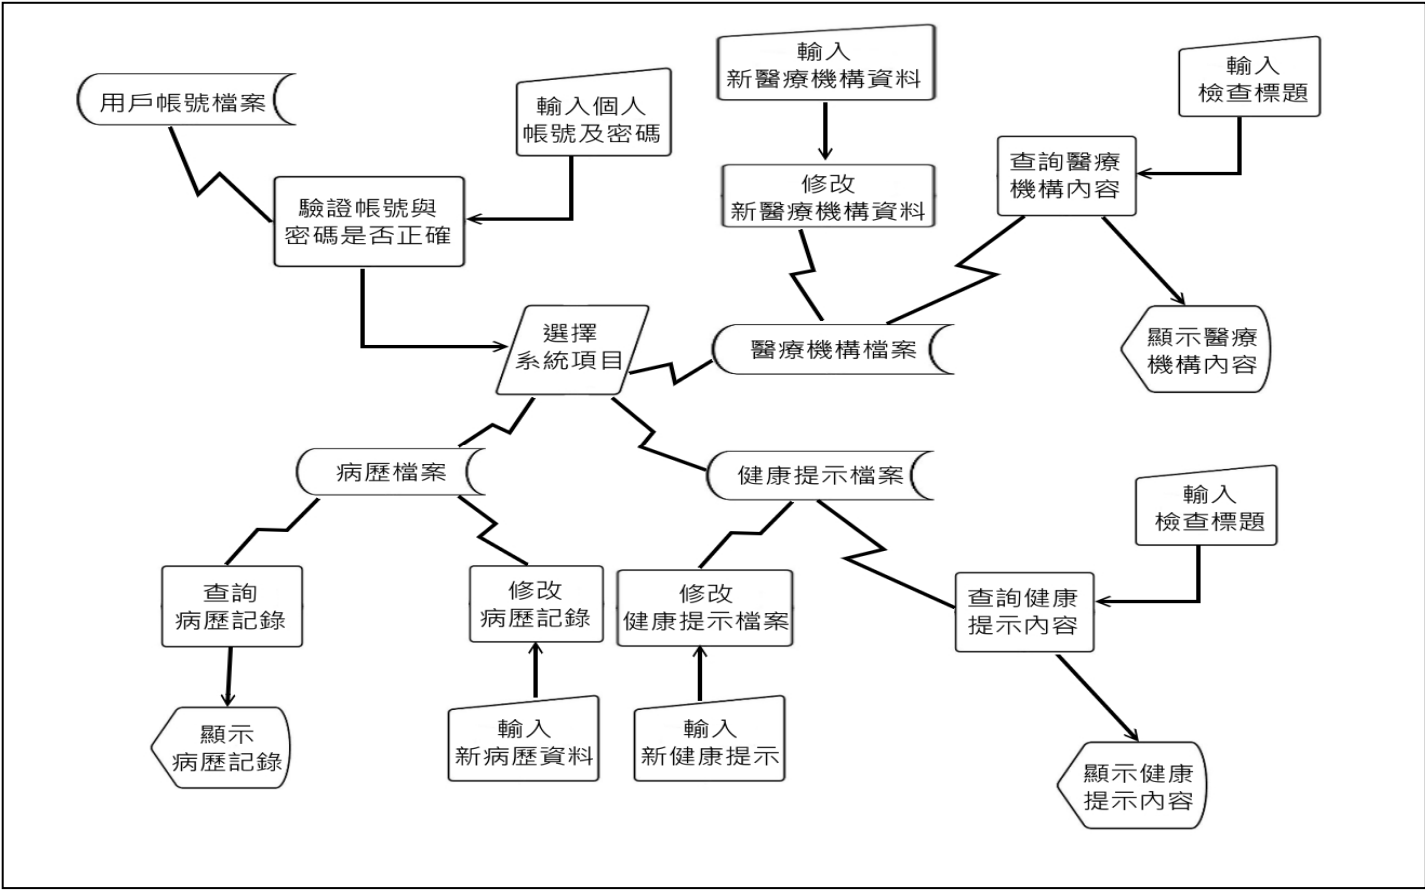 輸入
新醫療機構資料
輸入
檢查標題
用戶帳號檔案
輸入個人
帳號及密碼
查詢醫療
機構內容
修改
新醫療機構資料
驗證帳號與
密碼是否正確
選擇
系統項目
醫療機構檔案
顯示醫療
機構內容
病歷檔案
健康提示檔案
輸入
檢查標題
查詢
病歷記錄
修改
病歷記錄
修改
健康提示檔案
查詢健康
提示內容
顯示
病歷記錄
輸入
新病歷資料
輸入
新健康提示
顯示健康
提示內容